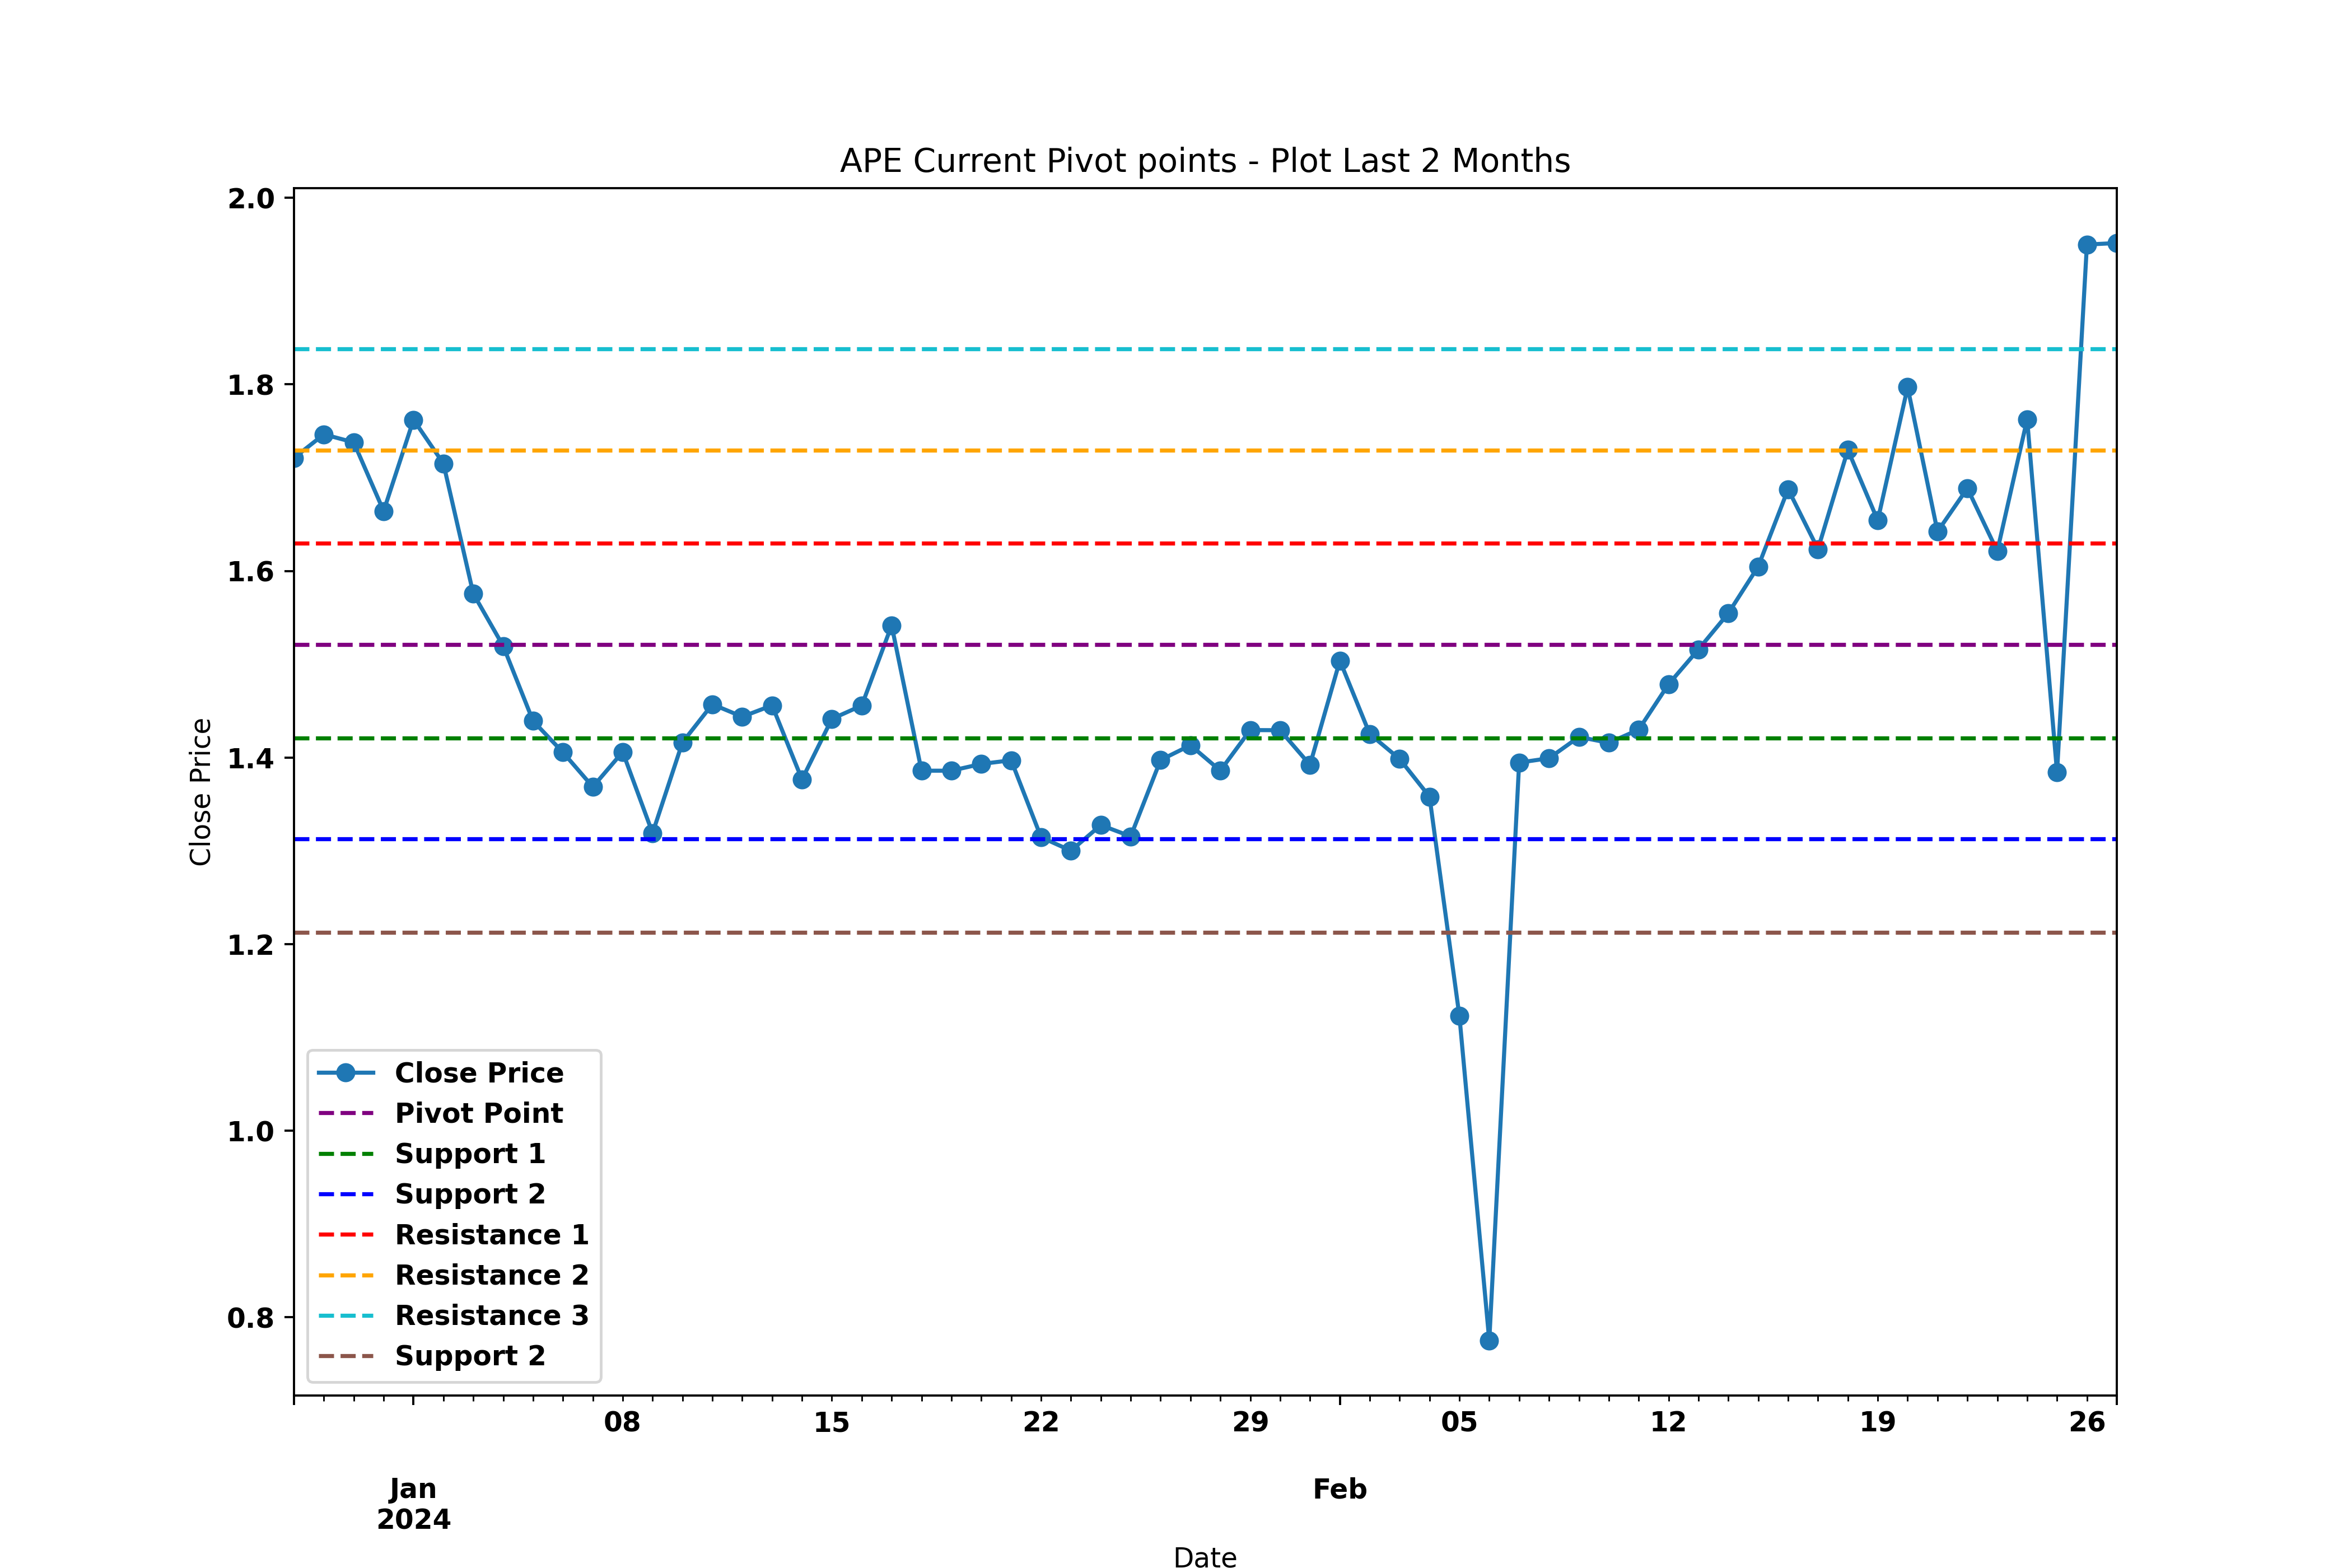 APE Current Pivot points - Plot Last 2 Months
2.0
1.8
1.6
1.4
1.2
1.0
0.8
Close Price
Close Price
Pivot Point
Support 1
Support 2
Resistance 1
Resistance 2
Resistance 3
Support 2
08 15 22 29 05 12 19 26
Jan Feb
2024
Date